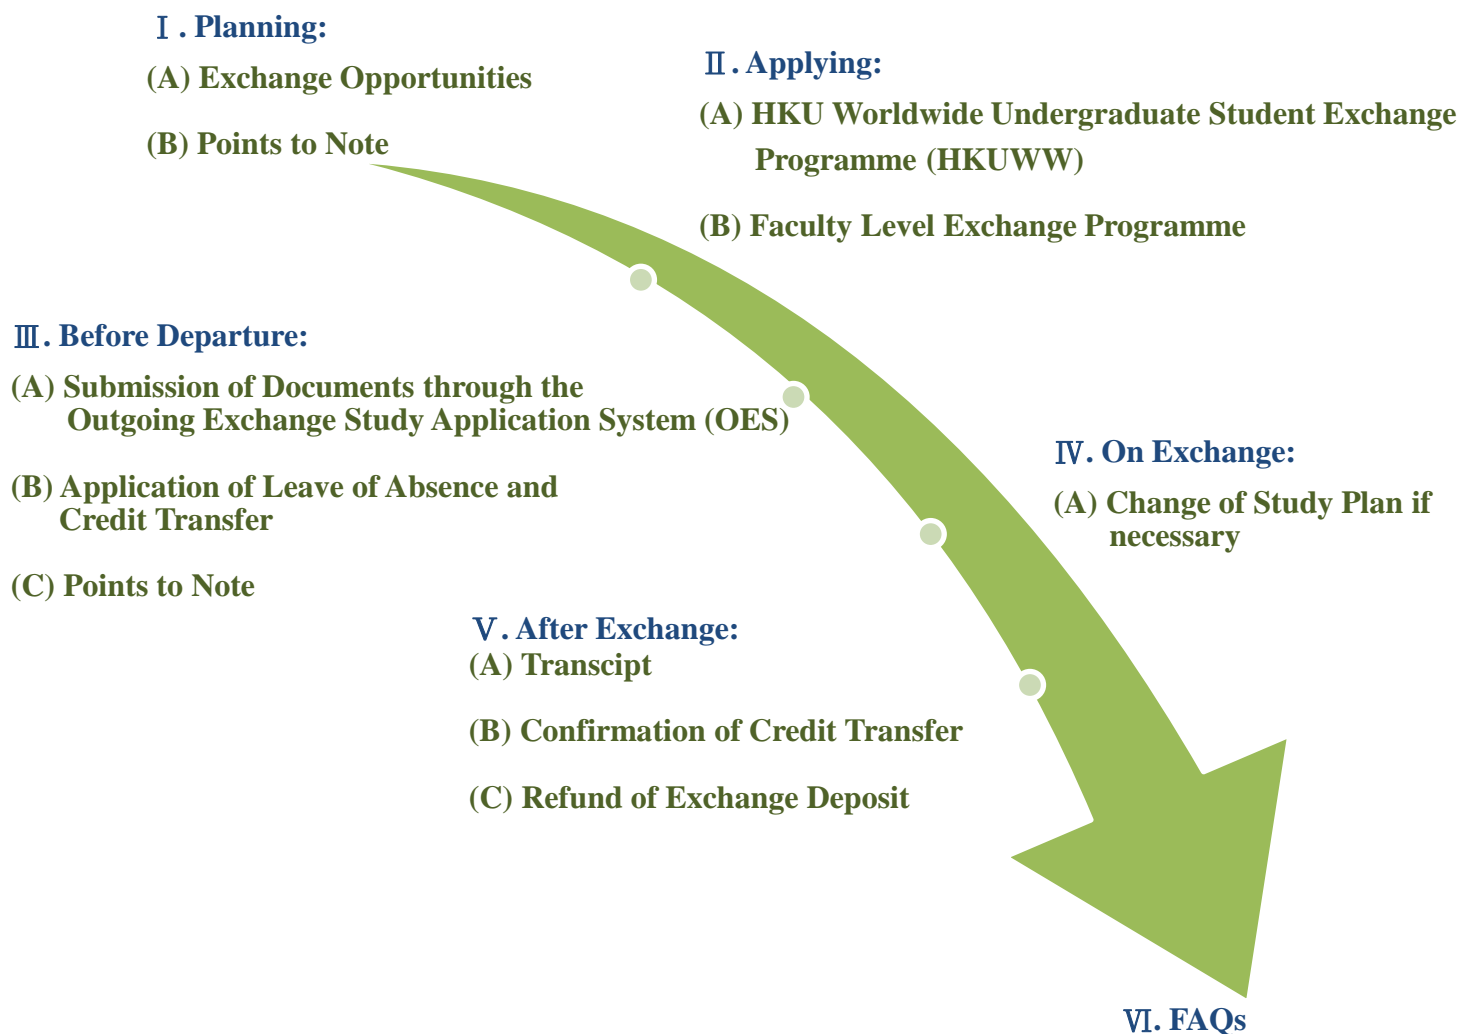 Ⅰ. Planning:
(A) Exchange Opportunities
(B) Points to Note
Ⅱ. Applying:
(A) HKU Worldwide Undergraduate Student Exchange
Programme (HKUWW)
(B) Faculty Level Exchange Programme
Ⅲ. Before Departure:
(A) Submission of Documents through the
Outgoing Exchange Study Application System (OES)
(B) Application of Leave of Absence and
Credit Transfer
(C) Points to Note
Ⅳ. On Exchange:
(A) Change of Study Plan if
necessary
Ⅴ. After Exchange:
(A) Transcipt
(B) Confirmation of Credit Transfer
(C) Refund of Exchange Deposit
Ⅵ. FAQs